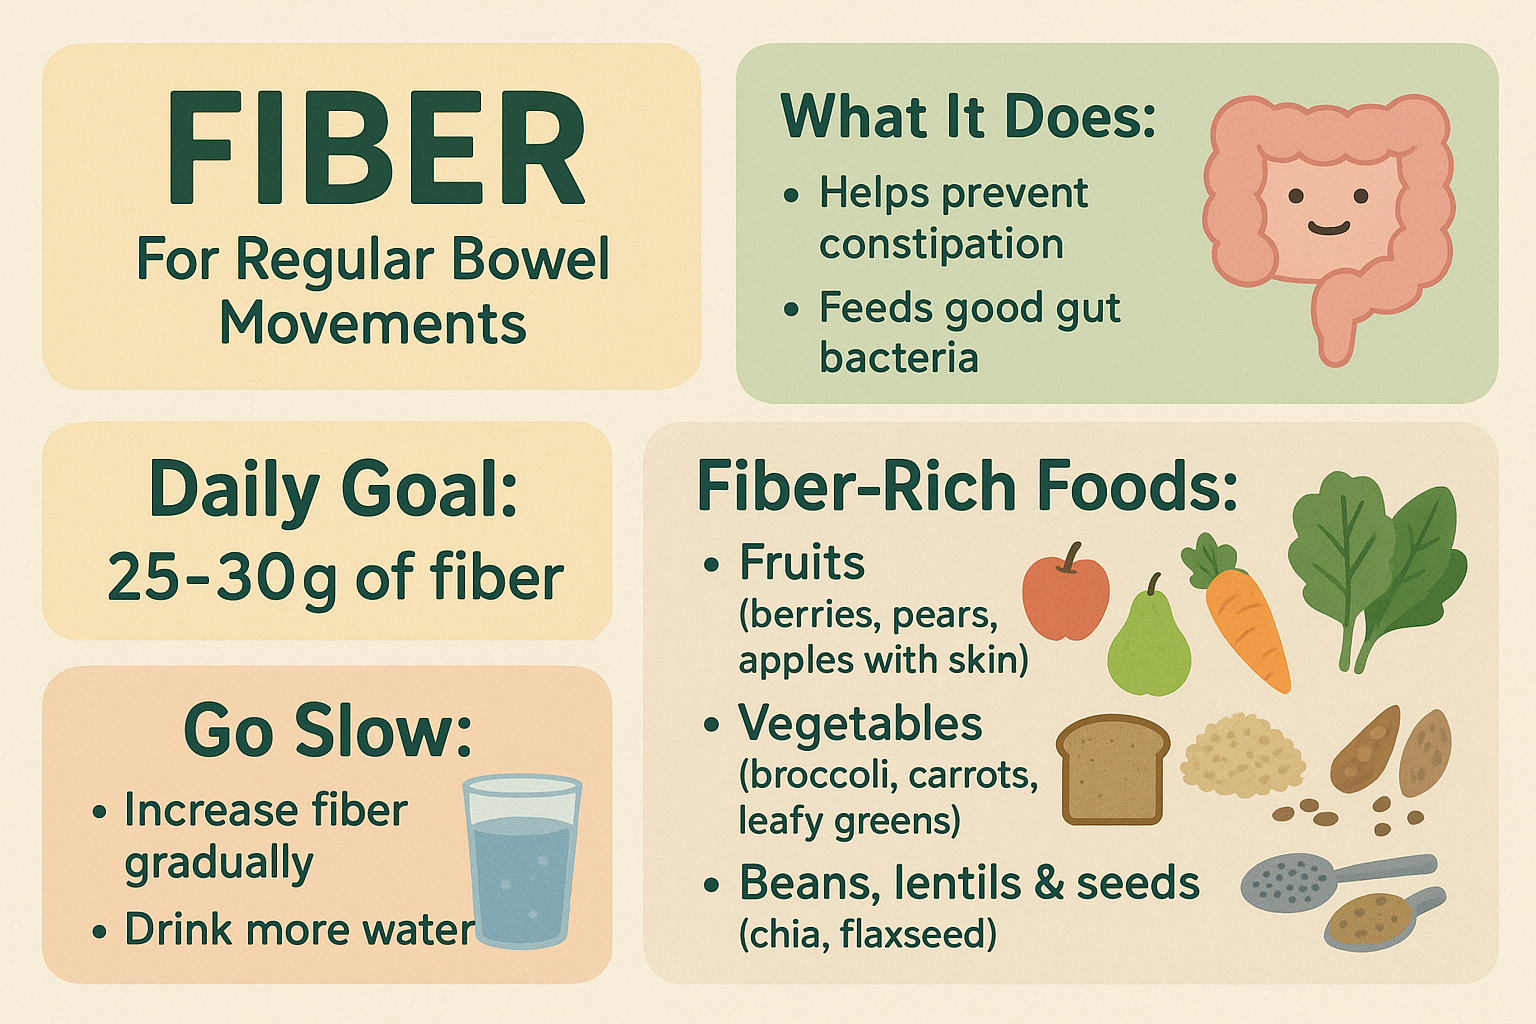 FIBER
For Regular Bowel
Movements
What It Does:
• Helps prevent
constipation
• Feeds good gut
bacteria
Daily Goal:
25-30g of fiber
Go Slow:
• Increase fiber
gradually
• Drink more water
Fiber-Rich Foods:
• Fruits
(berries, pears,
apples with skin)
• Vegetables
(broccoli, carrots,
leafy greens)
• Beans, lentils & seeds
(chia, flaxseed)